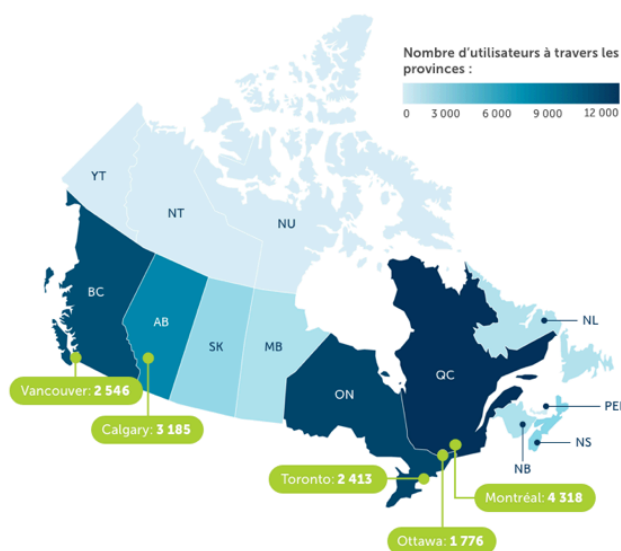 Nombre d'utilisateurs à travers les
provinces :
0 3 000 6 000 9 000 12 000
YT
NT
NU
BC
AB
SK
MB
ON
QC
NL
PEI
NS
NB
Vancouver: 2 546
Calgary: 3 185
Toronto: 2 413
Montréal: 4 318
Ottawa: 1 776